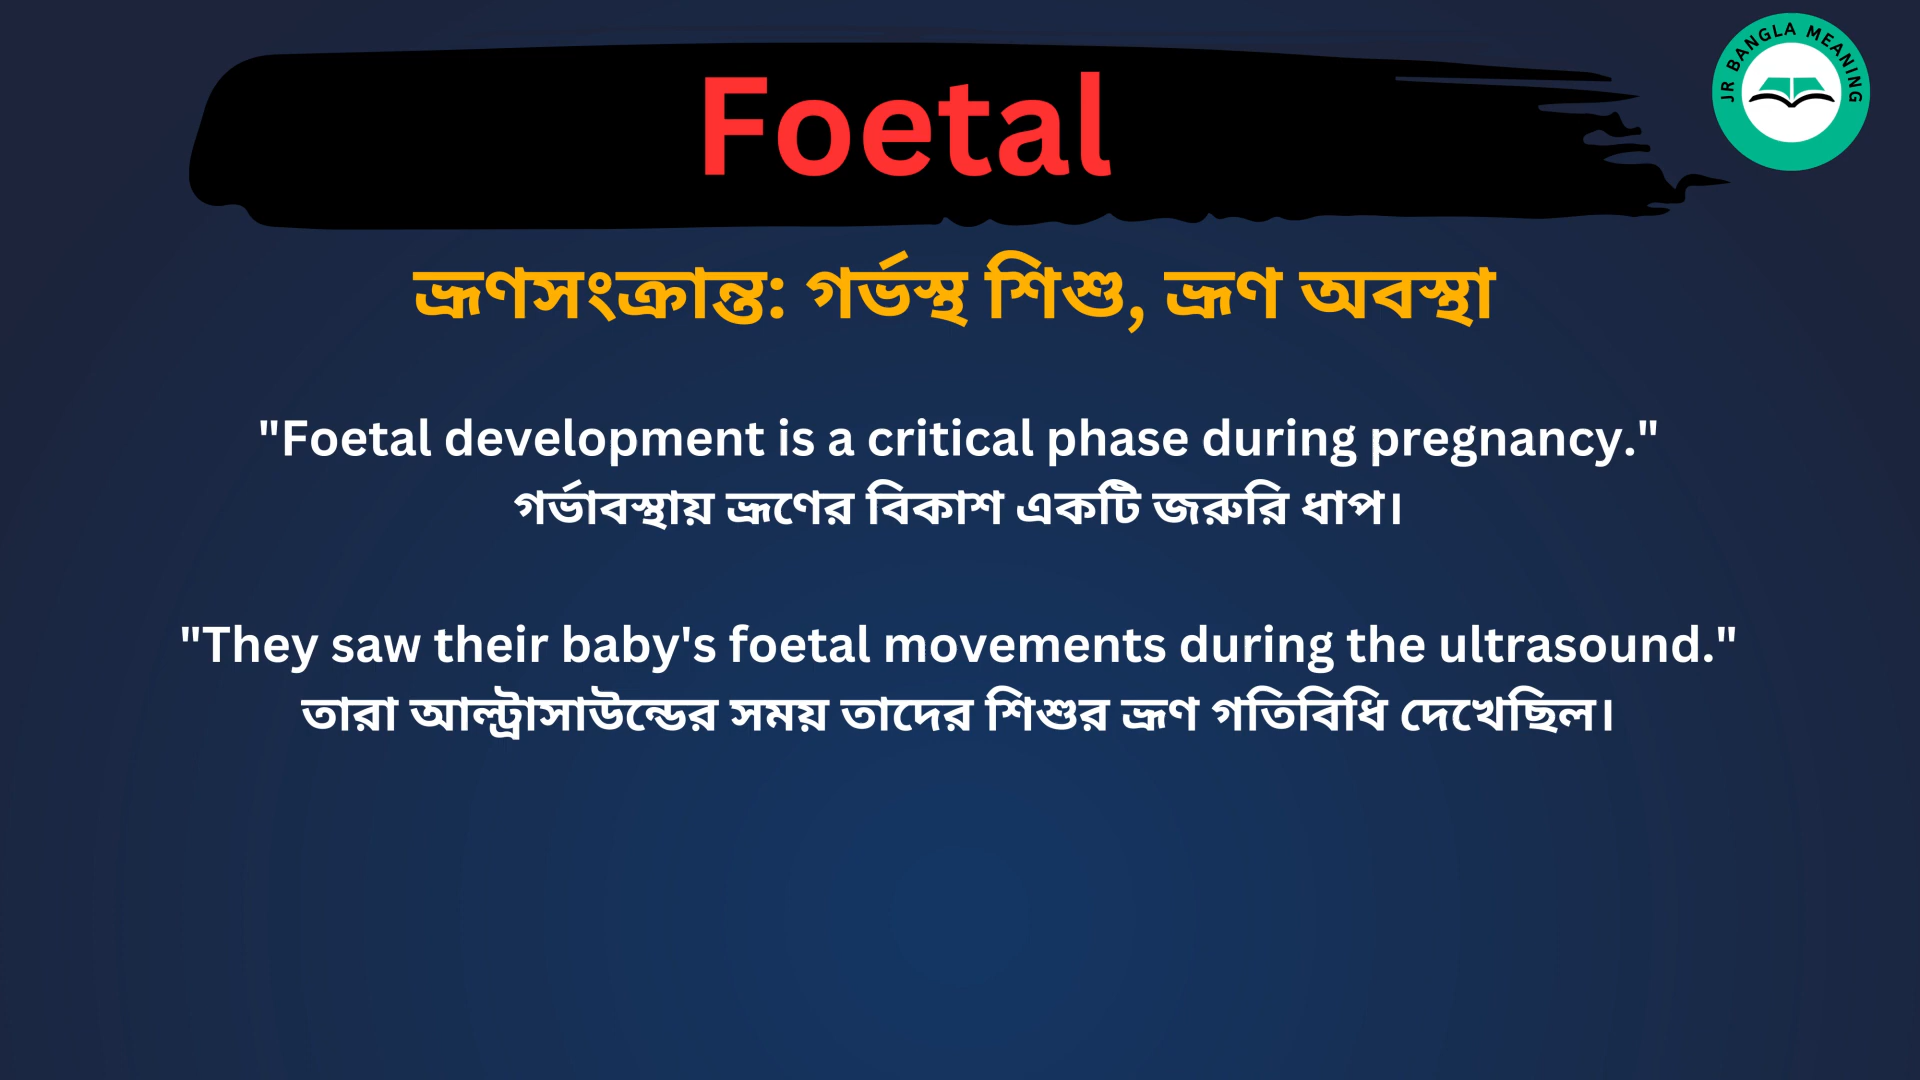 JR BANGLA MEANING
Foetal
ভ্রূণসংক্রান্ত: গর্ভস্থ শিশু, ভ্রূণ অবস্থা
"Foetal development is a critical phase during pregnancy."
গর্ভাবস্থায় ভ্রূণের বিকাশ একটি জরুরি ধাপ।
"They saw their baby's foetal movements during the ultrasound."
তারা আল্ট্রাসাউন্ডের সময় তাদের শিশুর ভ্রূণ গতিবিধি দেখেছিল।